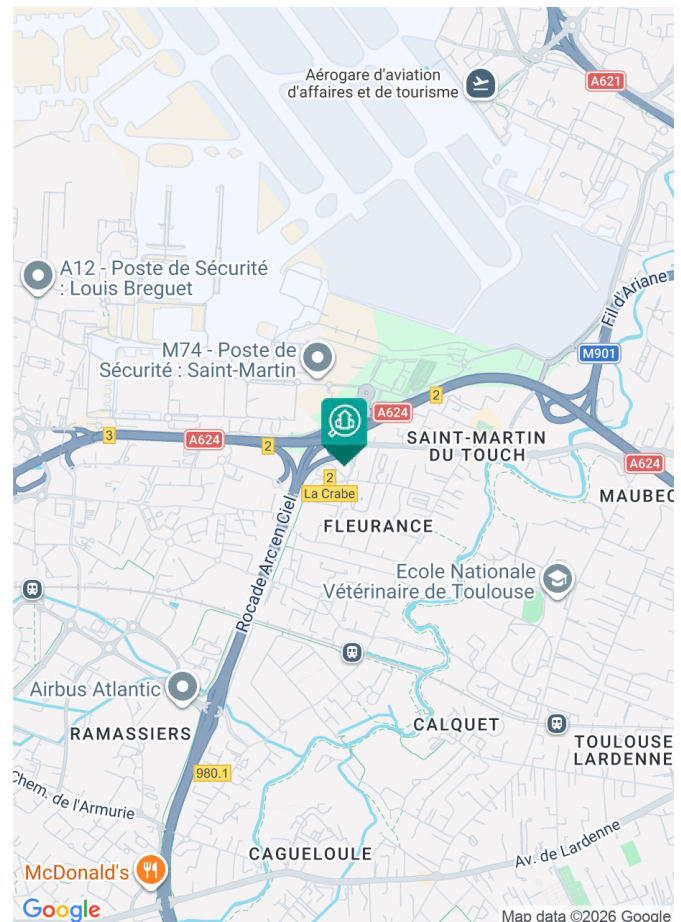 Aérogare d'aviation
d'affaires et de tourisme
A621
A12 - Poste de Sécurité
: Louis Breguet
Fil d'Ariane
M74 - Poste de
Sécurité : Saint-Martin
M901
2
A624
3
A624
2
SAINT-MARTIN
DU TOUCH
A624
2
La Crabe
MAUBEC
Rocade Arc en Ciel
FLEURANCE
Ecole Nationale
Vétérinaire de Toulouse
Airbus Atlantic
RAMASSIERS
CALQUET
TOULOUSE
LARDENNE
980.1
Chem. de l'Armurie
CAGUELOULE
Av. de Lardenne
McDonald's
Google
Map data ©2026 Google